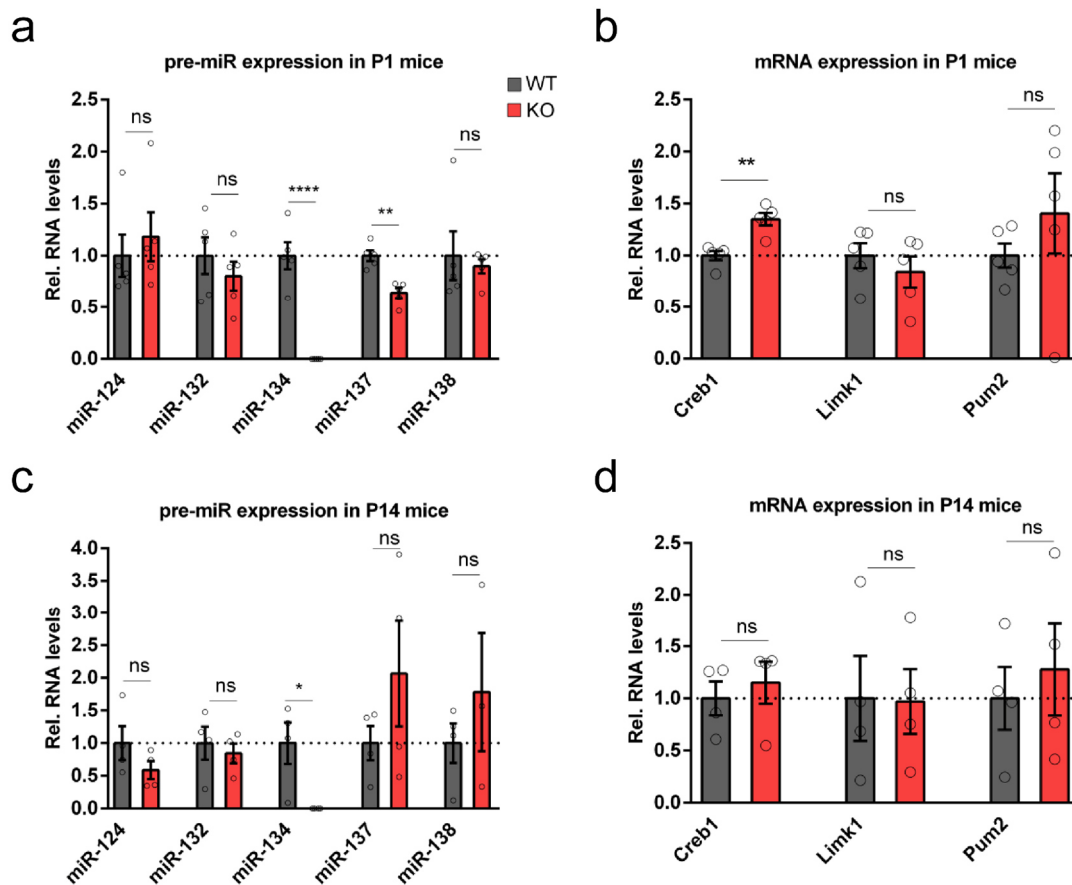 a
pre-miR expression in P1 mice
WT
KO
Rel. RNA levels
2.5
2.0
1.5
1.0
0.5
0.0
ns
ns
****
**
ns
miR-124
miR-132
miR-134
miR-137
miR-138
b
mRNA expression in P1 mice
Rel. RNA levels
2.5
2.0
1.5
1.0
0.5
0.0
**
ns
ns
Creb1
Limk1
Pum2
c
pre-miR expression in P14 mice
Rel. RNA levels
4.0
3.5
3.0
2.5
2.0
1.5
1.0
0.5
0.0
ns
ns
*
ns
ns
miR-124
miR-132
miR-134
miR-137
miR-138
d
mRNA expression in P14 mice
Rel. RNA levels
2.5
2.0
1.5
1.0
0.5
0.0
ns
ns
ns
Creb1
Limk1
Pum2